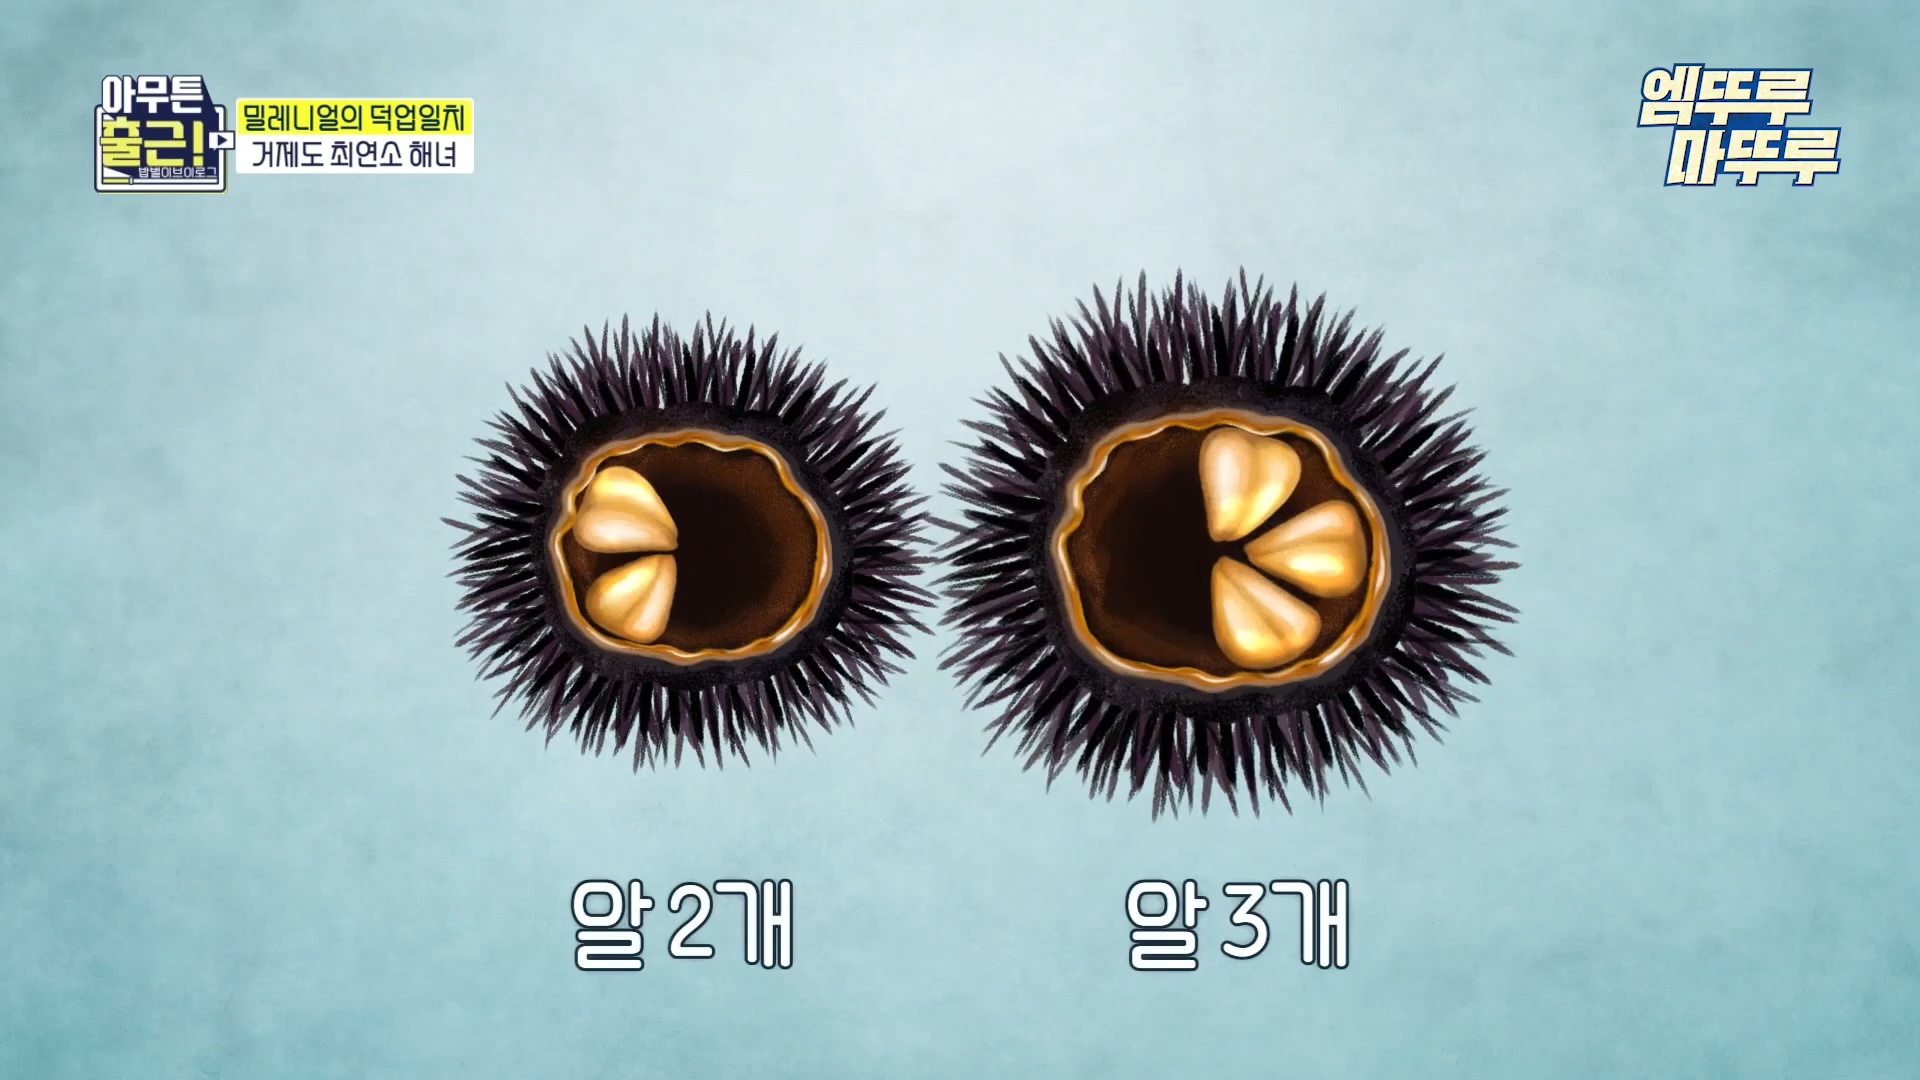 아무튼
출근!
밥벌이브이로그
밀레니얼의 덕업일치
거제도 최연소 해녀
엠뚜루
마뚜루
알 2개
알 3개